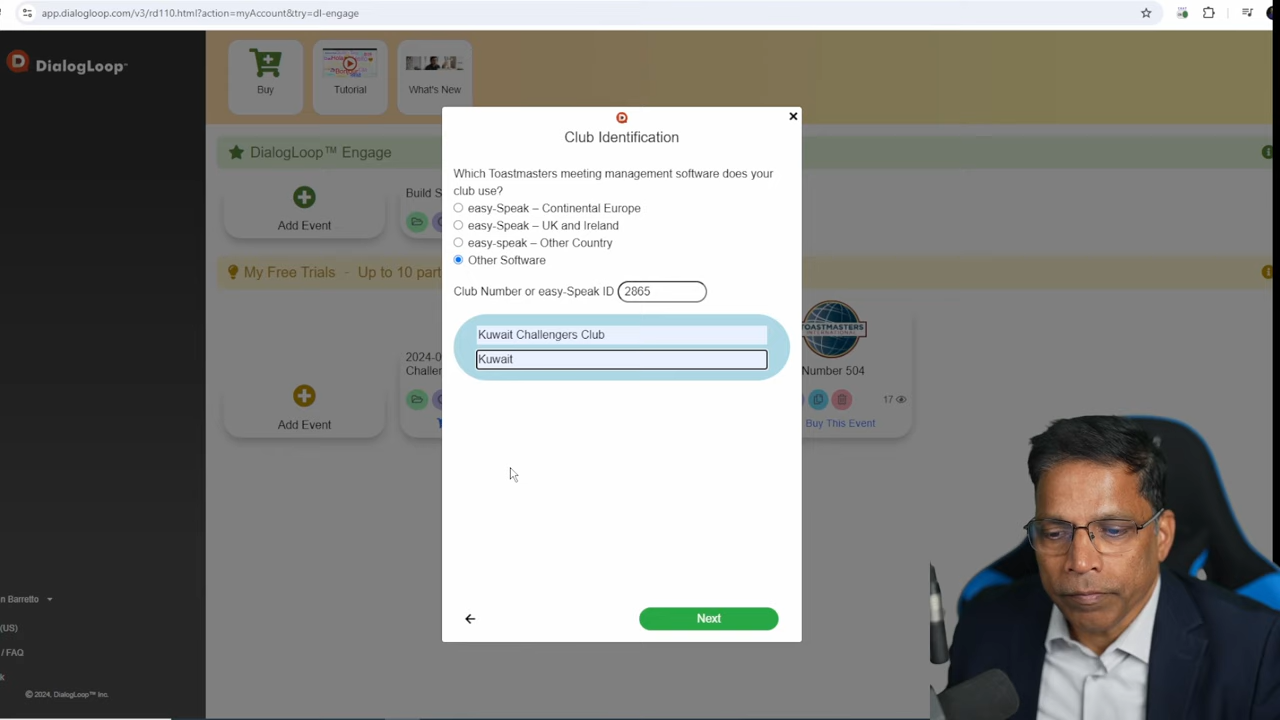 app.dialogloop.com/v3/rd110.html?action=myAccount&try=dl-engage
DialogLoop™
Buy
Tutorial
What's New
DialogLoop™ Engage
Add Event
Build S
My Free Trials - Up to 10 part
Add Event
2024-0
Challen
TOASTMASTERS
INTERNATIONAL
Number 504
17
Buy This Event
Club Identification
Which Toastmasters meeting management software does your
club use?
easy-Speak – Continental Europe
easy-Speak – UK and Ireland
easy-speak – Other Country
Other Software
Club Number or easy-Speak ID 2865
Kuwait Challengers Club
Kuwait
Next
n Barretto
(US)
/ FAQ
k
© 2024, DialogLoop™ Inc.